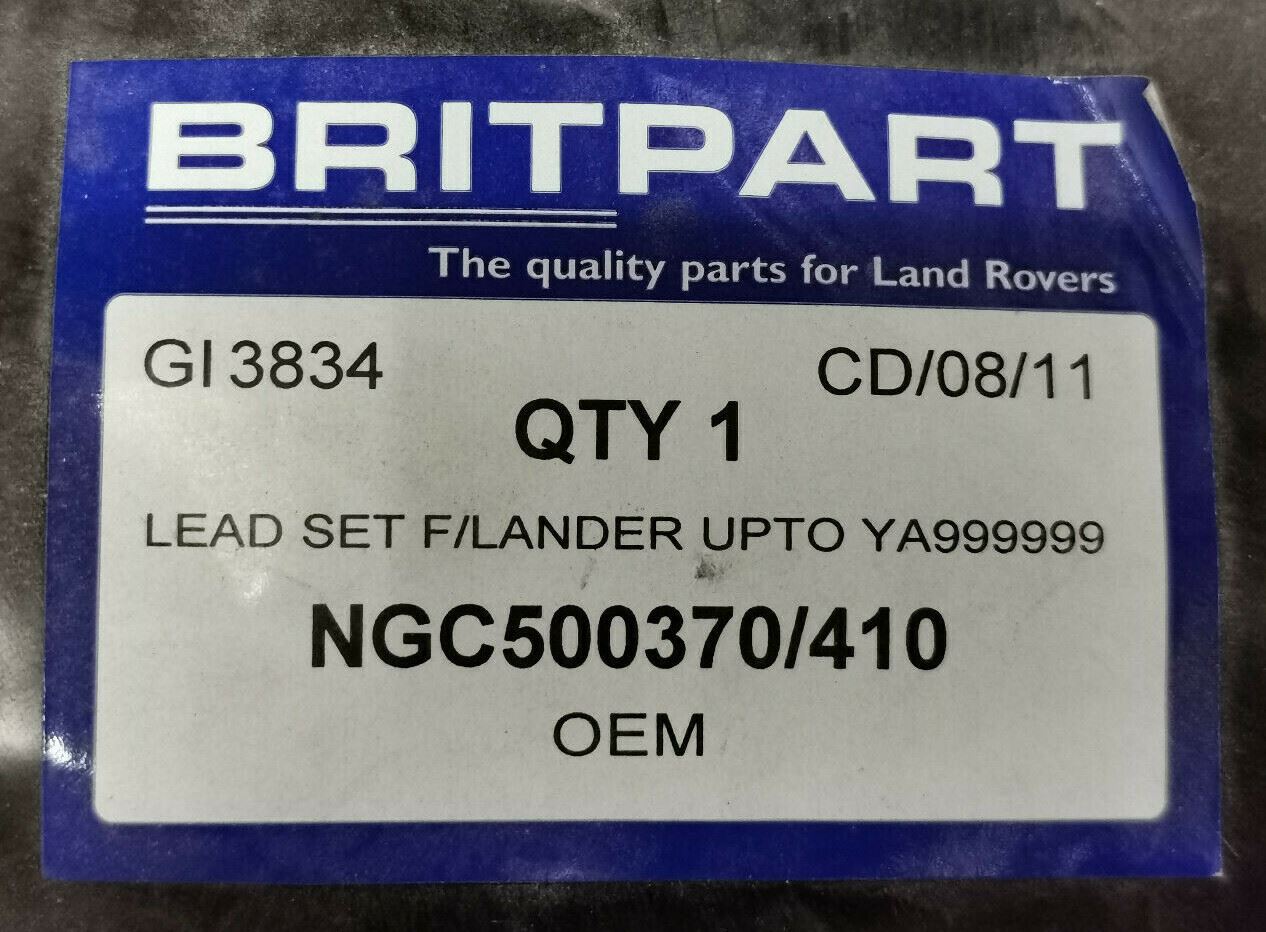 BRITPART
The quality parts for Land Rovers
GI 3834 CD/08/11
QTY 1
LEAD SET F/LANDER UPTO YA999999
NGC500370/410
OEM